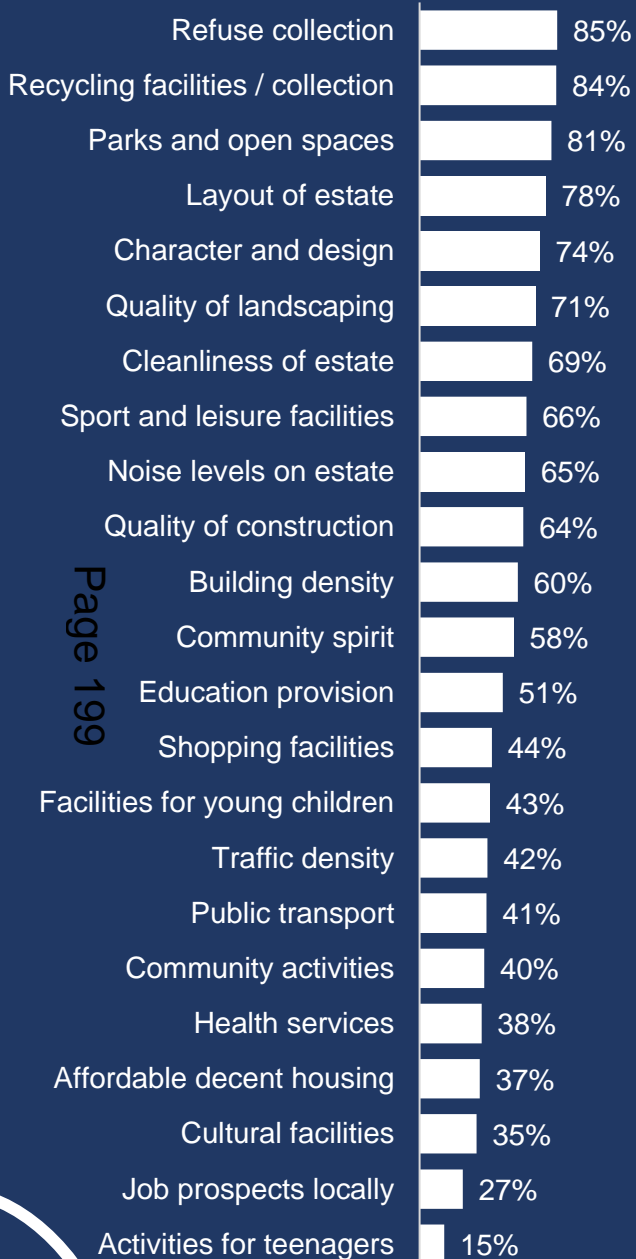 Refuse collection 85%
Recycling facilities / collection 84%
Parks and open spaces 81%
Layout of estate 78%
Character and design 74%
Quality of landscaping 71%
Cleanliness of estate 69%
Sport and leisure facilities 66%
Noise levels on estate 65%
Quality of construction 64%
Building density 60%
Community spirit 58%
Education provision 51%
Shopping facilities 44%
Facilities for young children 43%
Traffic density 42%
Public transport 41%
Community activities 40%
Health services 38%
Affordable decent housing 37%
Cultural facilities 35%
Job prospects locally 27%
Activities for teenagers 15%
Page 199